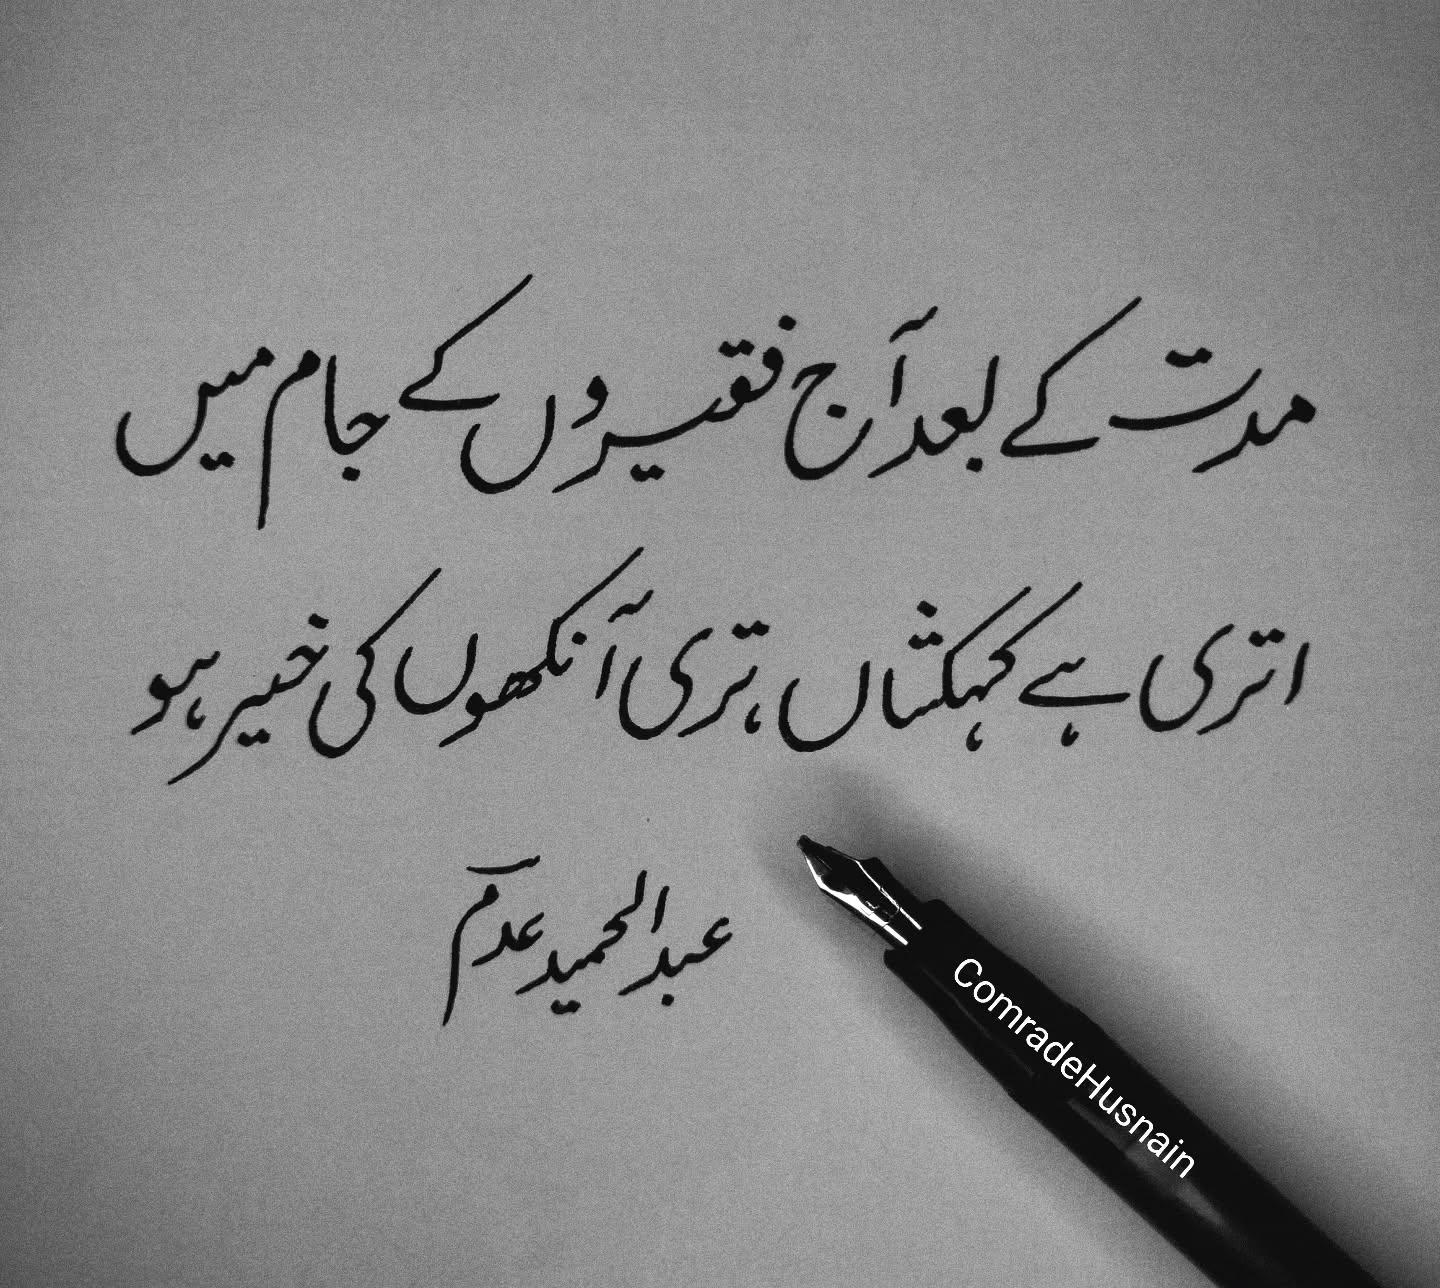 مدت کے بعد آج فقیروں کے جام میں
اتری ہے کہکشاں، تری آنکھوں کی خیر ہو
عبدالحمید عدم
ComradeHusnain